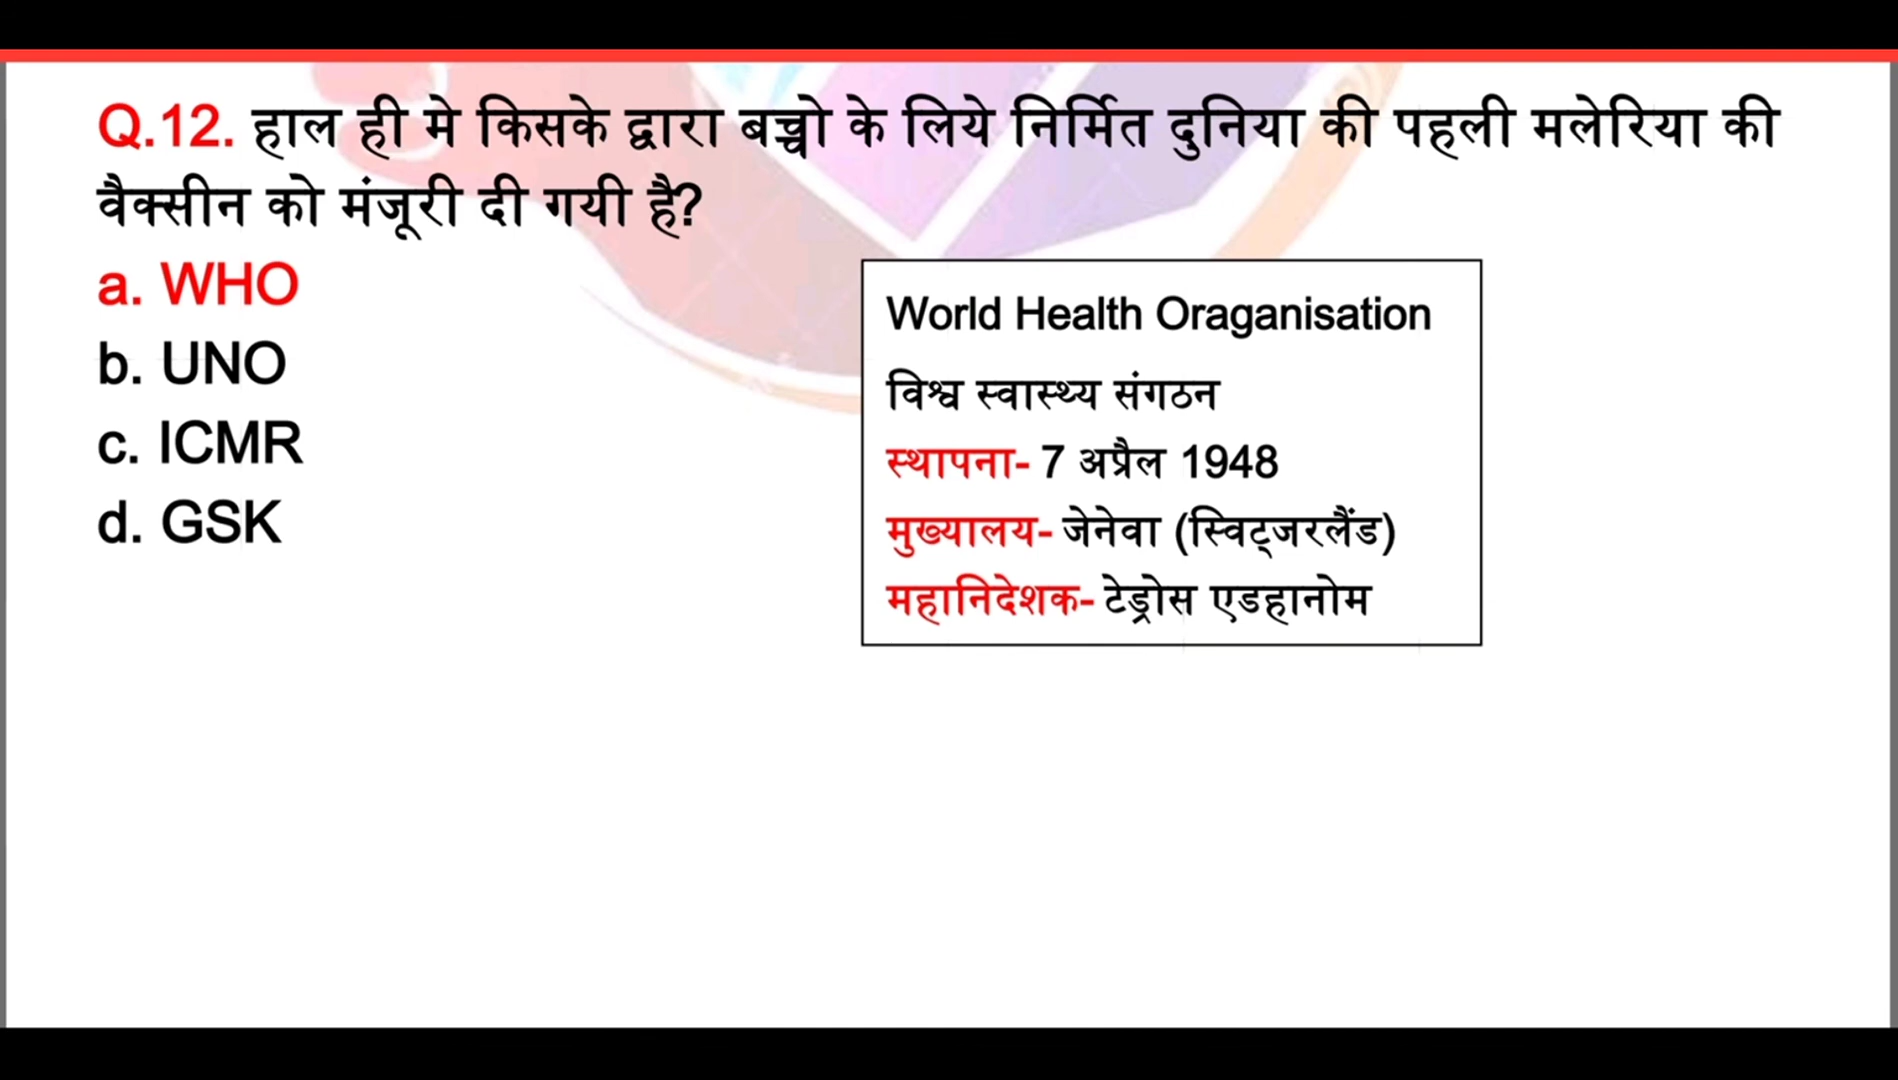 Q.12. हाल ही मे किसके द्वारा बच्चो के लिये निर्मित दुनिया की पहली मलेरिया की
वैक्सीन को मंजूरी दी गयी है?
a. WHO
b. UNO
c. ICMR
d. GSK
World Health Oraganisation
विश्व स्वास्थ्य संगठन
स्थापना- 7 अप्रैल 1948
मुख्यालय- जेनेवा (स्विट्जरलैंड)
महानिदेशक- टेड्रोस एडहानोम